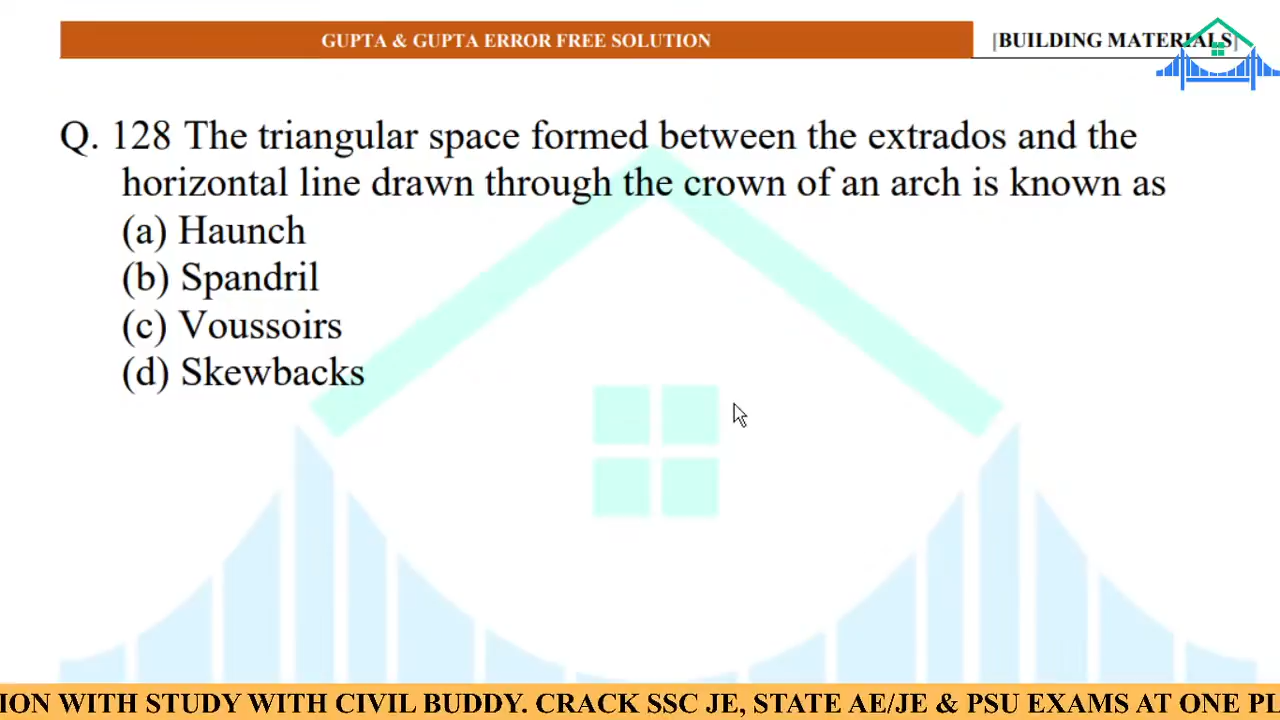 GUPTA & GUPTA ERROR FREE SOLUTION
[BUILDING MATERIALS]
Q. 128 The triangular space formed between the extrados and the
horizontal line drawn through the crown of an arch is known as
(a) Haunch
(b) Spandril
(c) Voussoirs
(d) Skewbacks
ION WITH STUDY WITH CIVIL BUDDY. CRACK SSC JE, STATE AE/JE & PSU EXAMS AT ONE PL